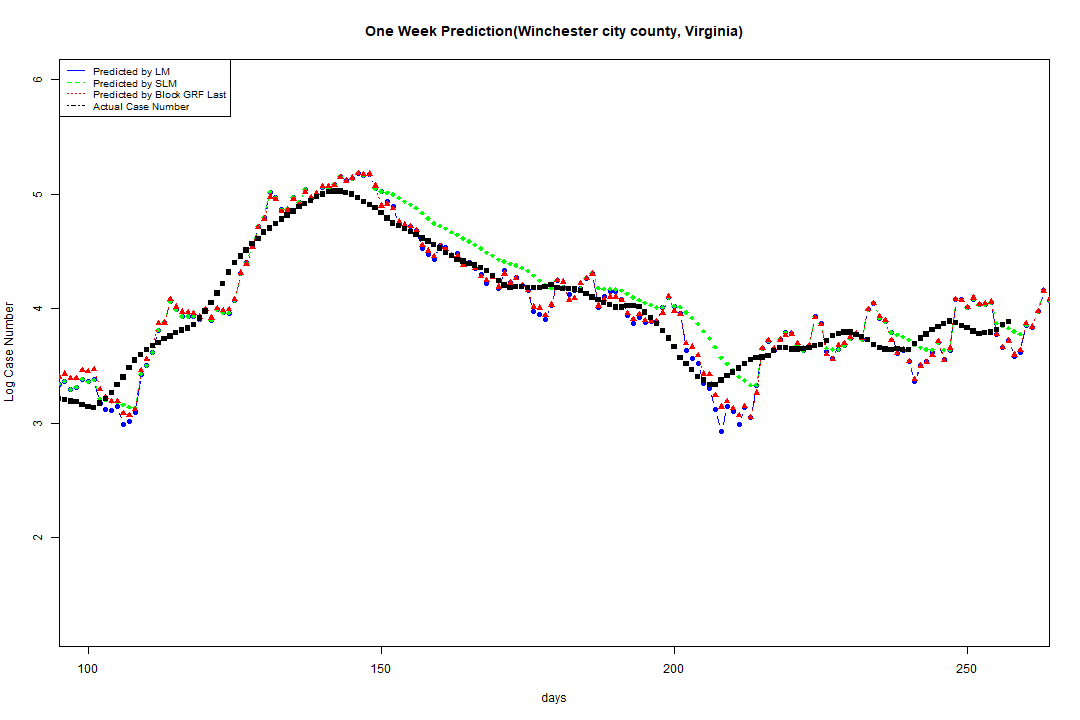 One Week Prediction(Winchester city county, Virginia)
Predicted by LM
Predicted by SLM
Predicted by Block GRF Last
Actual Case Number
6
5
4
3
2
Log Case Number
100
150
200
250
days